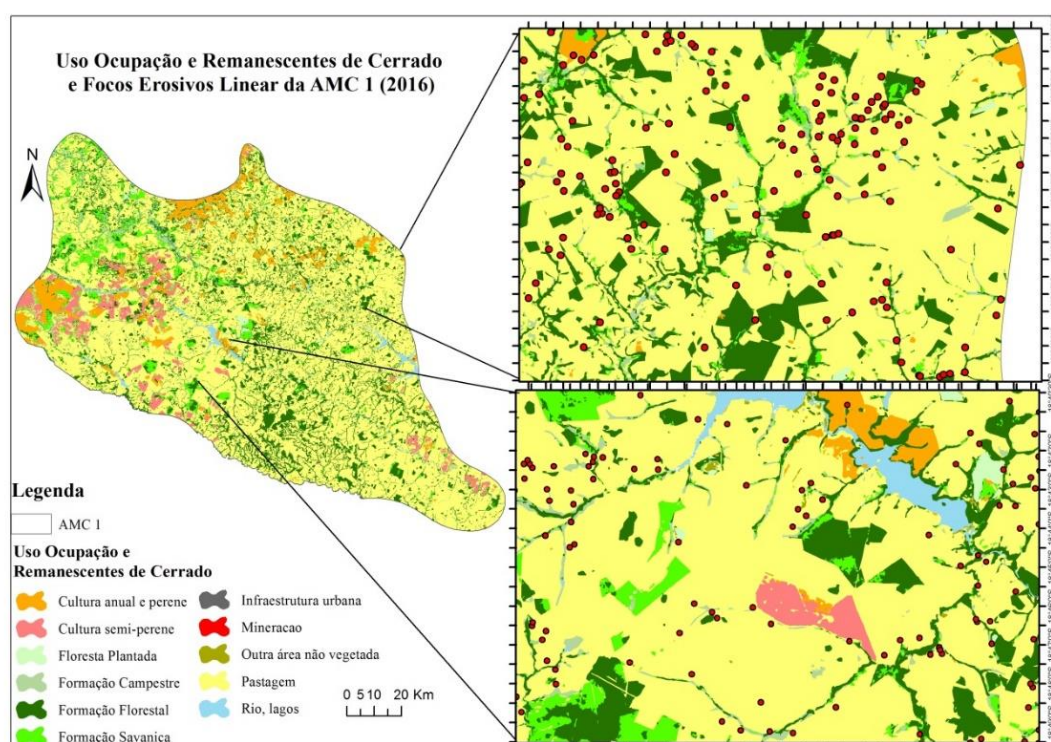 Uso Ocupação e Remanescentes de Cerrado
e Focos Erosivos Linear da AMC 1 (2016)
N
Legenda
AMC 1
Uso Ocupação e
Remanescentes de Cerrado
Cultura anual e perene
Cultura semi-perene
Floresta Plantada
Formação Campestre
Formação Florestal
Formação Savanica
Infraestrutura urbana
Mineracao
Outra área não vegetada
Pastagem
Rio, lagos
0 510 20 Km